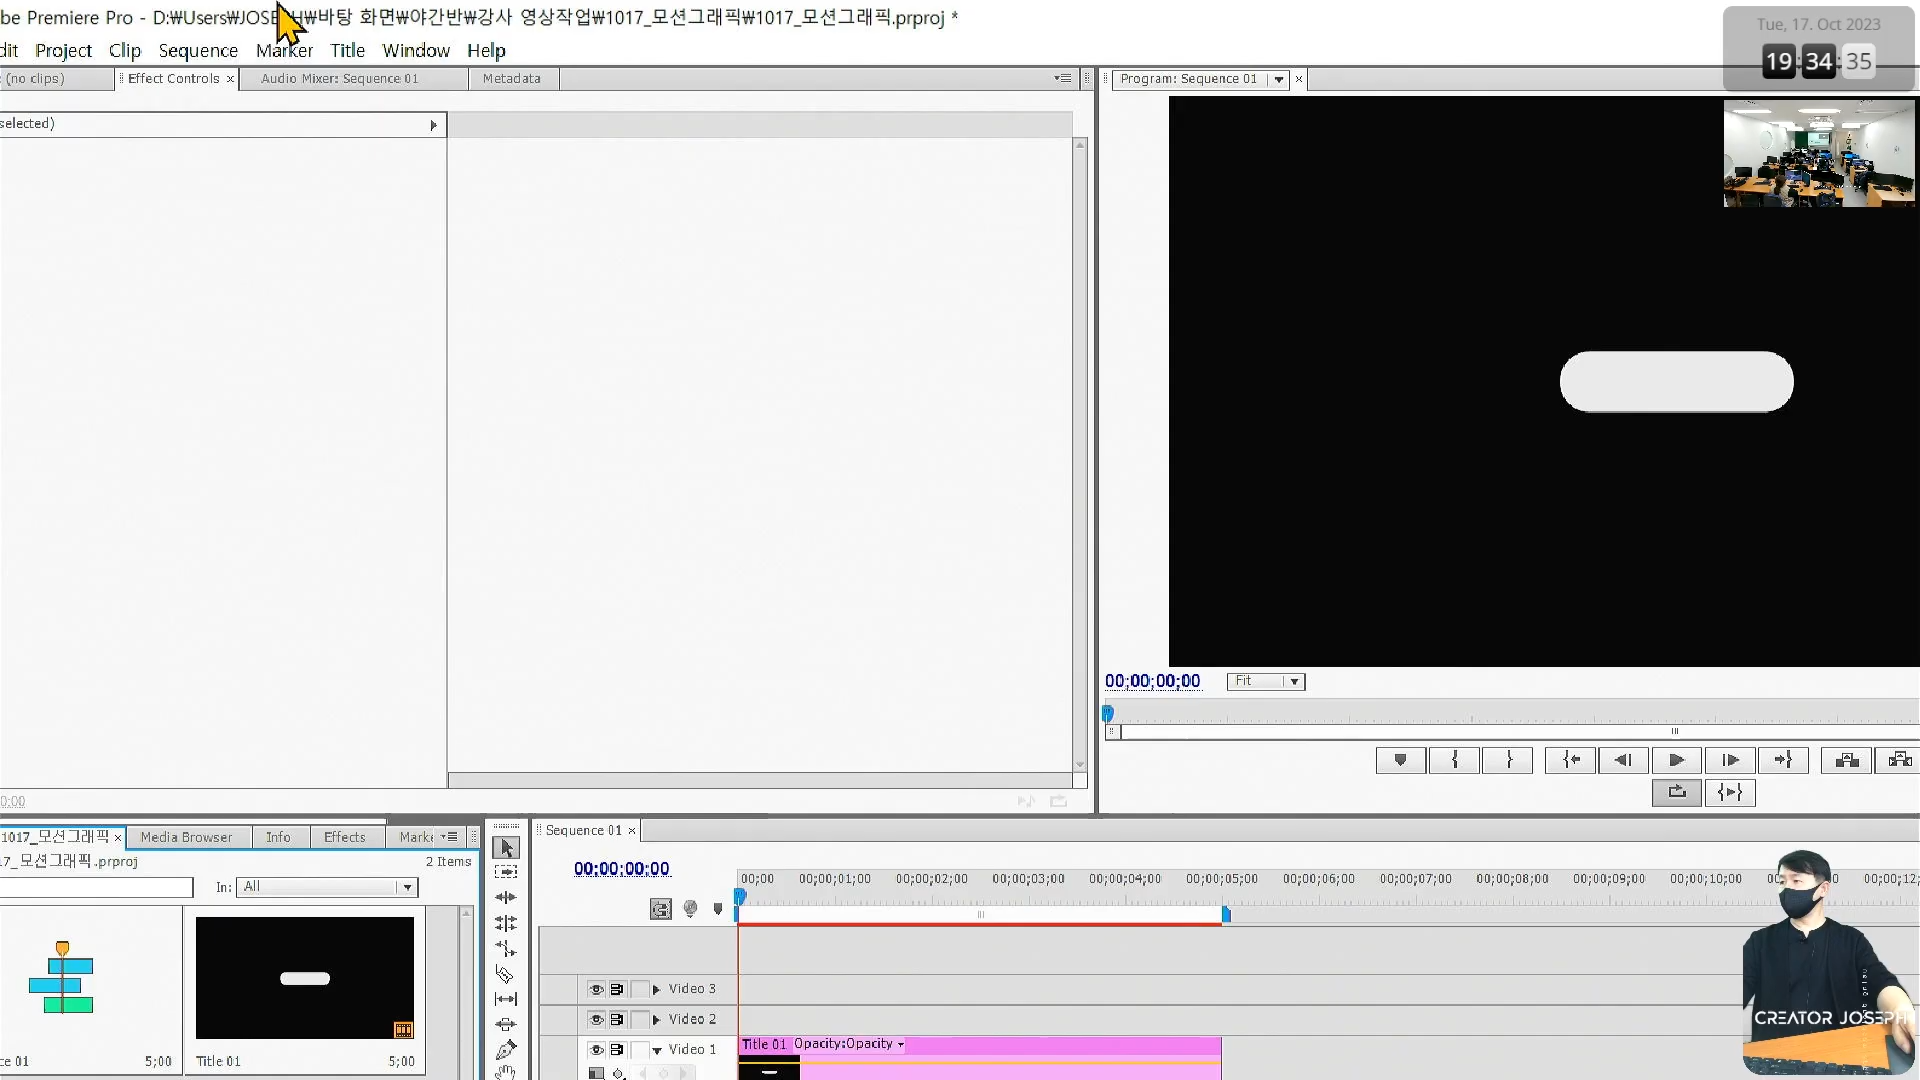 be Premiere Pro - D:₩Users₩JOSEPH₩바탕 화면₩야간반₩강사 영상작업₩1017_모션그래픽₩1017_모션그래픽.prproj *
dit Project Clip Sequence Marker Title Window Help
Tue, 17. Oct 2023
19:34:35
(no clips) Effect Controls × Audio Mixer: Sequence 01 Metadata
Program: Sequence 01 ×
selected)
00;00;00;00 Fit
0:00
1017_모션그래픽 × Media Browser Info Effects Marke
17_모션그래픽.prproj 2 Items
In: All
ce 01 5;00 Title 01 5;00
Sequence 01 ×
00;00;00;00
00;00 00;00;01;00 00;00;02;00 00;00;03;00 00;00;04;00 00;00;05;00 00;00;06;00 00;00;07;00 00;00;08;00 00;00;09;00 00;00;10;00 00;00;12;
Video 3
Video 2
Video 1
Title 01 Opacity:Opacity
CREATOR JOSEPH